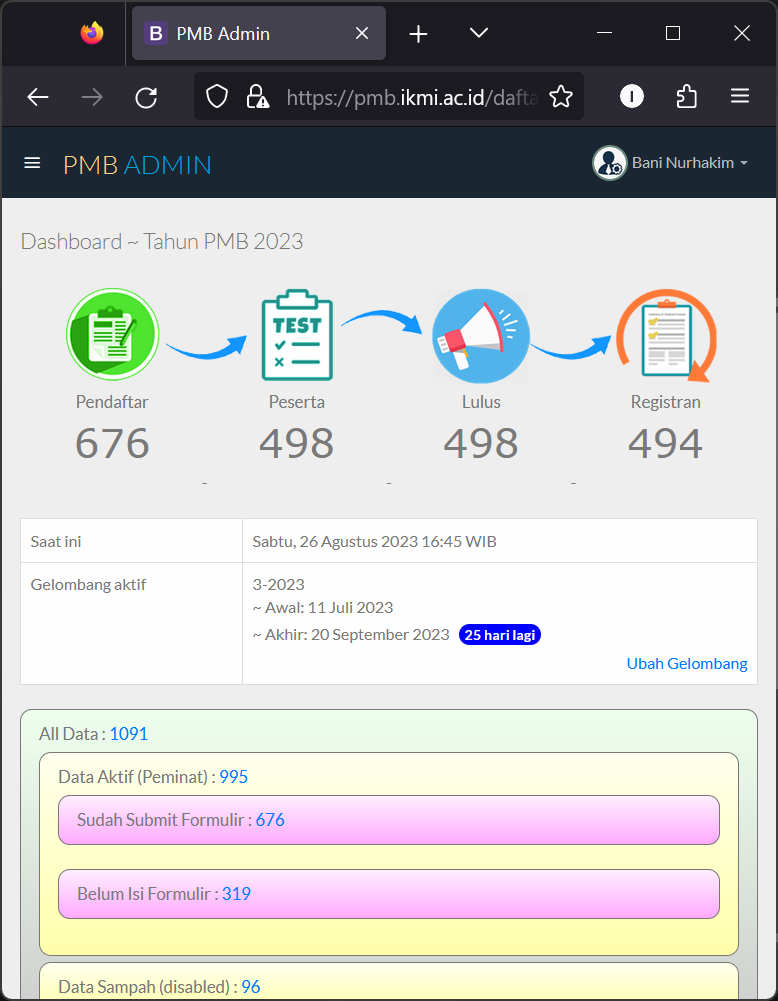 PMB Admin
https://pmb.ikmi.ac.id/dafta
PMB ADMIN
Bani Nurhakim
Dashboard ~ Tahun PMB 2023
TEST
Pendaftar
Peserta
Lulus
Registran
676
498
498
494
-
-
-
Saat ini
Sabtu, 26 Agustus 2023 16:45 WIB
Gelombang aktif
3-2023
~ Awal: 11 Juli 2023
~ Akhir: 20 September 2023 25 hari lagi
Ubah Gelombang
All Data : 1091
Data Aktif (Peminat) : 995
Sudah Submit Formulir : 676
Belum Isi Formulir : 319
Data Sampah (disabled) : 96